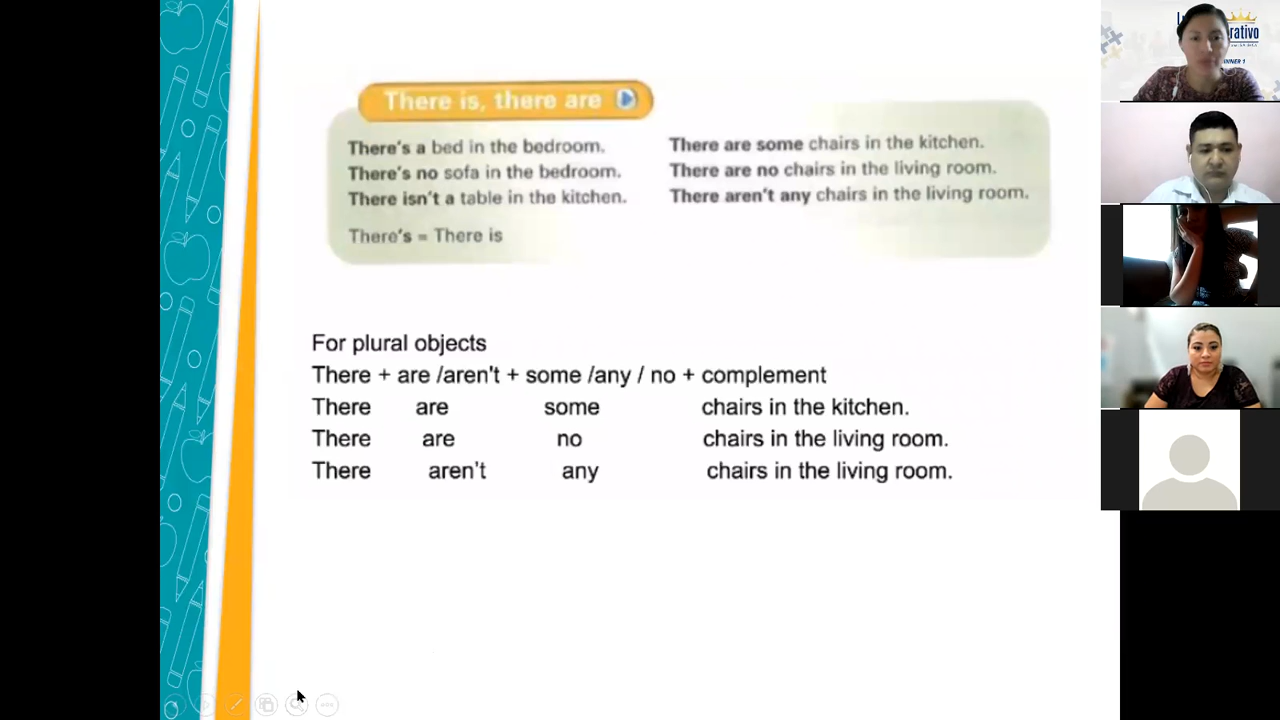 There is, there are
There's a bed in the bedroom.
There's no sofa in the bedroom.
There isn't a table in the kitchen.
There's = There is
There are some chairs in the kitchen.
There are no chairs in the living room.
There aren't any chairs in the living room.
For plural objects
There + are /aren't + some /any / no + complement
There are some chairs in the kitchen.
There are no chairs in the living room.
There aren't any chairs in the living room.